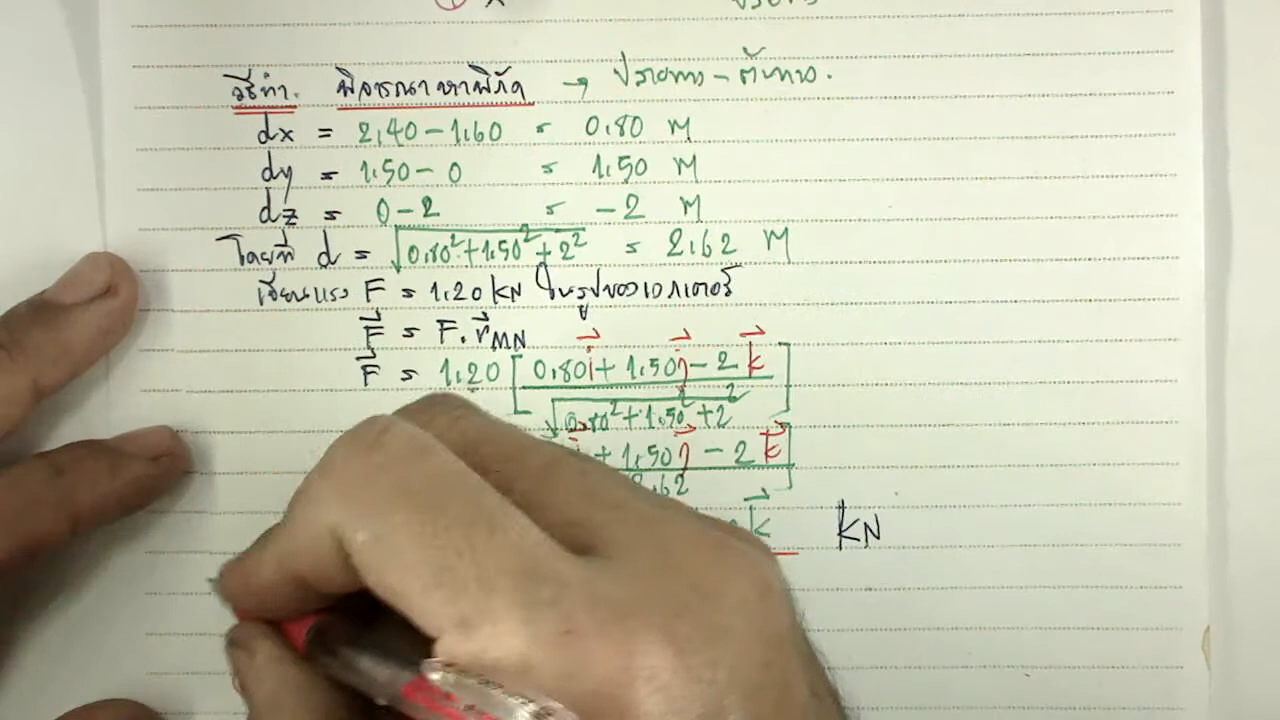 วิธีทำ. พิจารณาหาพิกัด → ปลายทาง - ต้นทาง.
dx = 2.40 - 1.60 = 0.80 M
dy = 1.50 - 0 = 1.50 M
dz = 0 - 2 = -2 M
โดยที่ d = √0.80²+1.50²+2² = 2.62 M
เขียนแรง F = 1.20 kN ในรูปของเวกเตอร์
F⃗ = F. r⃗MN
F⃗ = 1.20 [0.80i⃗ + 1.50j⃗ - 2k⃗
√0.80²+1.50²+2²]
+ 1.50j⃗ - 2k⃗]
.62
k⃗ kN